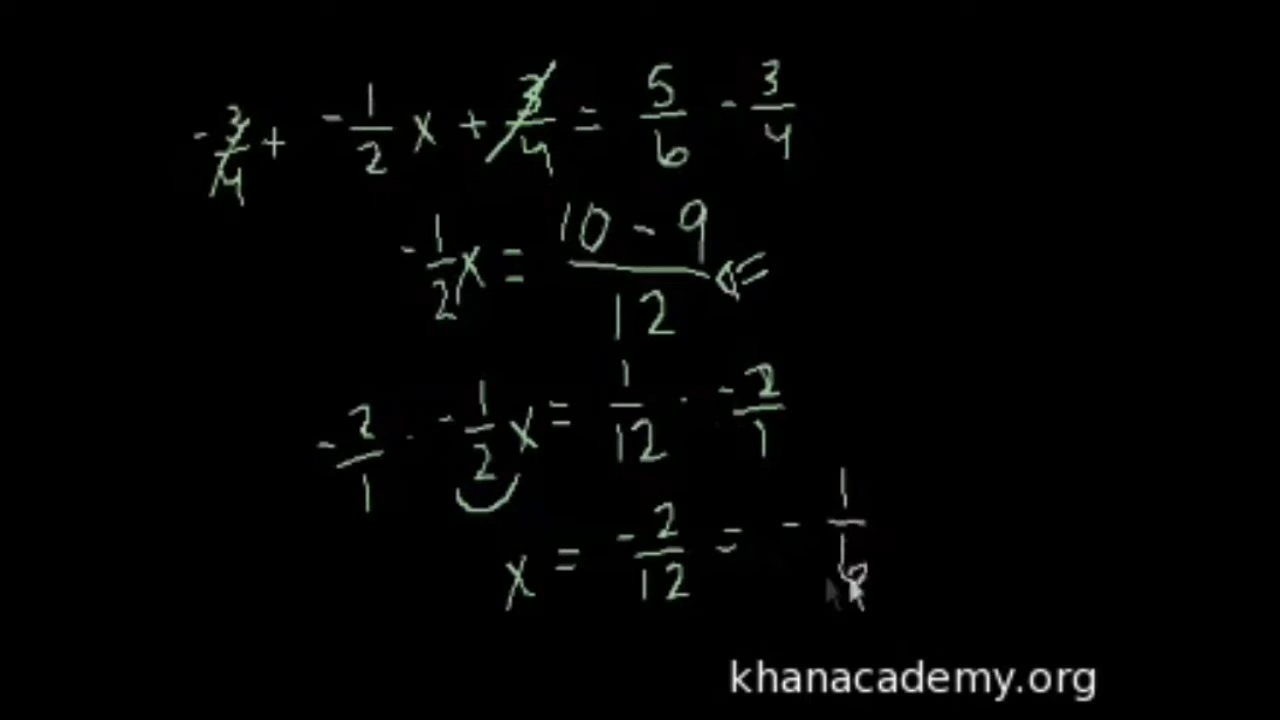 -3/4 + -1/2 x + 3/4 = 5/6 - 3/4
-1/2 x = 10 - 9 / 12 ⇐
-2/1 · -1/2 x = 1/12 · -2/1
x = -2/12 = -1/6
khanacademy.org